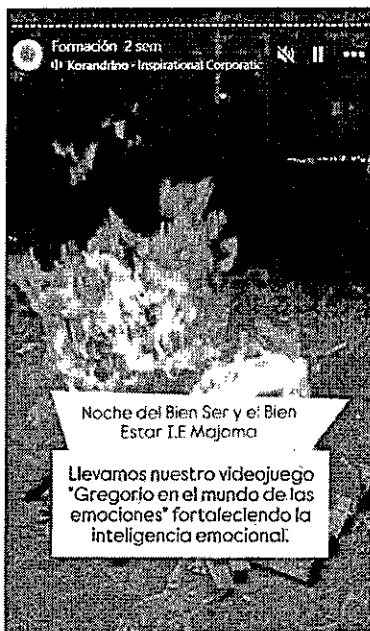 Formación 2 sem
Korandrino - Inspirational Corporatic
Noche del Bien Ser y el Bien
Estar I.E Majoma
Llevamos nuestro videojuego
"Gregorio en el mundo de las
emociones" fortaleciendo la
inteligencia emocional.